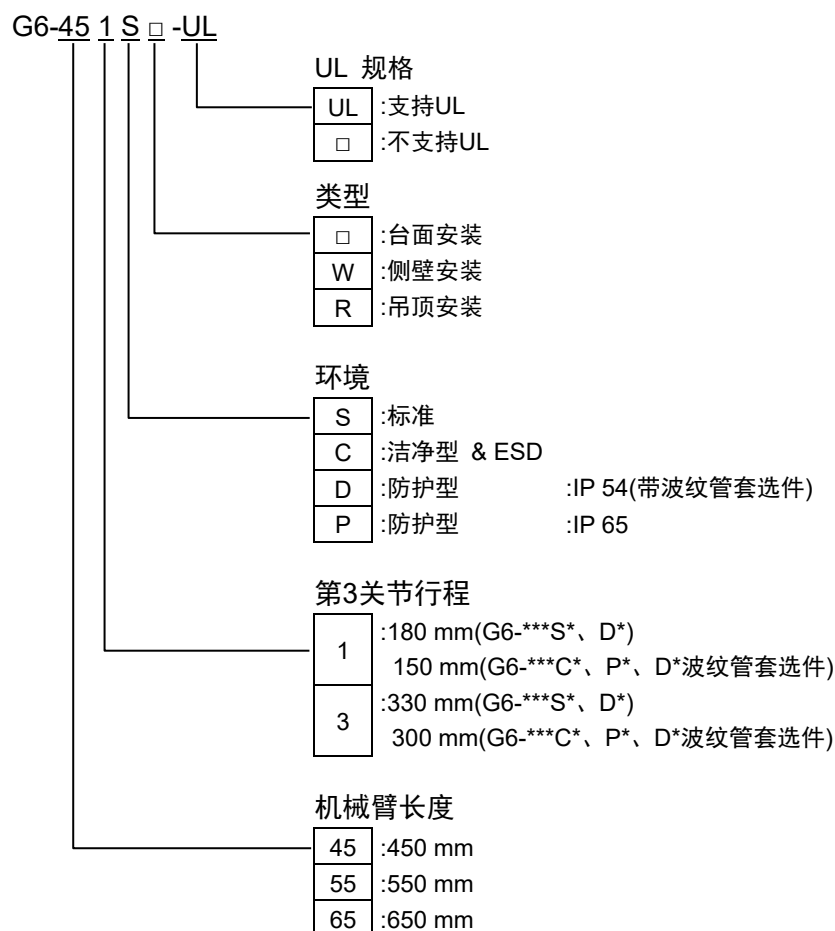 G6-45 1 S □ -UL
UL 规格
UL :支持UL
□ :不支持UL
类型
□ :台面安装
W :侧壁安装
R :吊顶安装
环境
S :标准
C :洁净型 & ESD
D :防护型 :IP 54(带波纹管套选件)
P :防护型 :IP 65
第3关节行程
1 :180 mm(G6-***S*、D*)
150 mm(G6-***C*、P*、D*波纹管套选件)
3 :330 mm(G6-***S*、D*)
300 mm(G6-***C*、P*、D*波纹管套选件)
机械臂长度
45 :450 mm
55 :550 mm
65 :650 mm